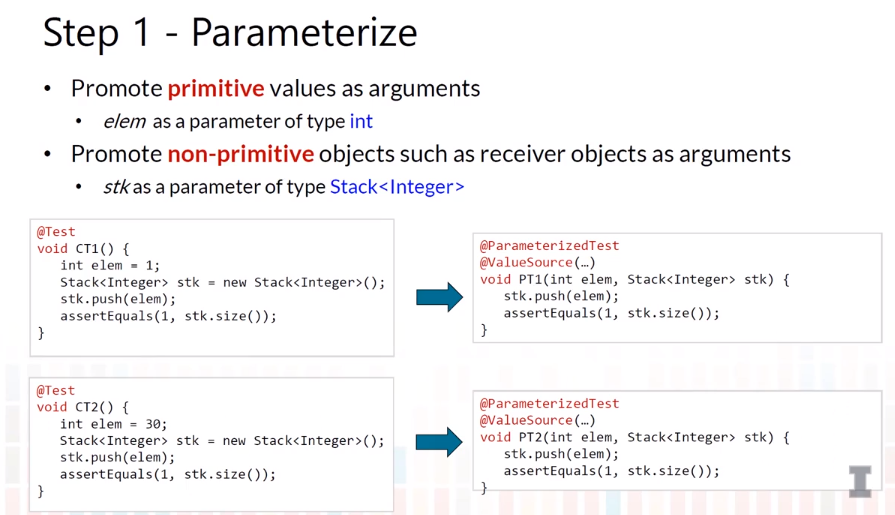 Step 1 - Parameterize
• Promote primitive values as arguments
• elem as a parameter of type int
• Promote non-primitive objects such as receiver objects as arguments
• stk as a parameter of type Stack<Integer>
@Test
void CT1() {
int elem = 1;
Stack<Integer> stk = new Stack<Integer>();
stk.push(elem);
assertEquals(1, stk.size());
}
@ParameterizedTest
@ValueSource(…)
void PT1(int elem, Stack<Integer> stk) {
stk.push(elem);
assertEquals(1, stk.size());
}
@Test
void CT2() {
int elem = 30;
Stack<Integer> stk = new Stack<Integer>();
stk.push(elem);
assertEquals(1, stk.size());
}
@ParameterizedTest
@ValueSource(…)
void PT2(int elem, Stack<Integer> stk) {
stk.push(elem);
assertEquals(1, stk.size());
}
I